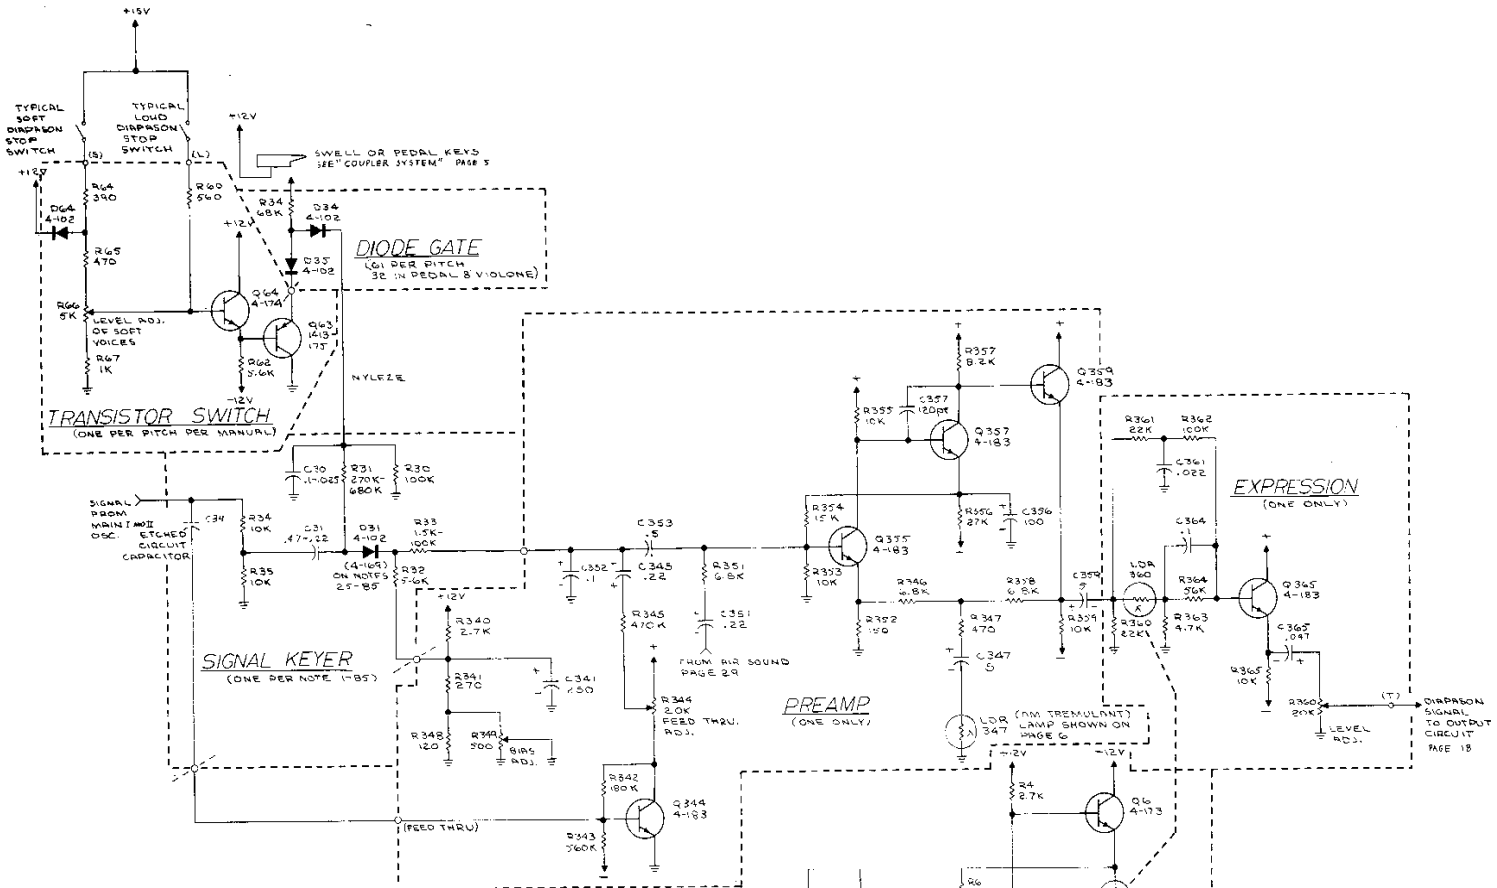 +15V
TYPICAL
SOFT
DIAPASON
STOP
SWITCH
TYPICAL
LOUD
DIAPASON
STOP
SWITCH
(S)
(L)
+12V
SWELL OR PEDAL KEYS
SEE "COUPLER SYSTEM" PAGE 5
+12V
D64
4-102
R64
390
R60
560
+12V
R65
470
R66
5K
LEVEL ADJ.
OF SOFT
VOICES
R67
1K
Q64
4-174
R62
5.6K
-12V
Q63
1413-
175
R34
68K
D34
4-102
D35
4-102
DIODE GATE
(61 PER PITCH
32 IN PEDAL 8' VIOLONE)
TRANSISTOR SWITCH
(ONE PER PITCH PER MANUAL)
NYLEZE
C30
.1-.025
R31
270K-
680K
R30
100K
SIGNAL
FROM
MAIN I AND II
OSC.
ETCHED
CIRCUIT
CAPACITOR
C34
R34
10K
R35
10K
C31
.47-.22
D31
4-102
(4-169)
ON NOTES
25-85
R33
1.5K-
100K
R32
5.6K
SIGNAL KEYER
(ONE PER NOTE 1-85)
+12V
R340
2.7K
R341
270
C341
250
R348
120
R349
500
BIAS
ADJ.
C352
.1
C345
.22
C353
.5
R345
470K
R351
6.8K
C351
.22
FROM AIR SOUND
PAGE 29
R344
20K
FEED THRU.
ADJ.
R342
180K
R343
560K
Q344
4-183
(FEED THRU)
R355
10K
C357
120pf
R357
8.2K
Q357
4-183
Q359
4-183
R354
15K
R353
10K
Q355
4-183
R356
27K
C356
100
R352
150
R346
6.8K
R358
6.8K
R347
470
C347
5
R359
10K
C359
5
LDR
347
(AM TREMULANT)
LAMP SHOWN ON
PAGE 6
PREAMP
(ONE ONLY)
R361
22K
R362
100K
C361
.022
EXPRESSION
(ONE ONLY)
C364
.1
LDR
360
R364
56K
R360
22K
R363
4.7K
Q365
4-183
C365
.047
R365
10K
R360
20K
LEVEL
ADJ.
(T)
DIAPASON
SIGNAL
TO OUTPUT
CIRCUIT
PAGE 18
R4
2.7K
+12V
Q6
4-173
R6